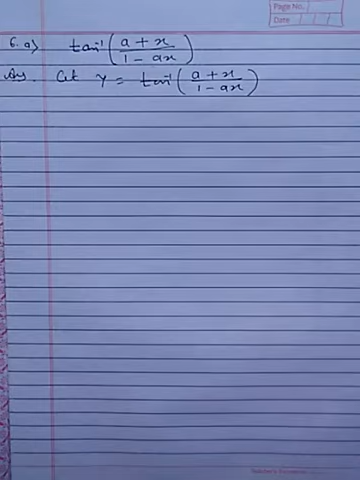 Page No.
Date
6. a) tan⁻¹ (a + x / 1 - ax)
Ans. Let y = tan⁻¹ (a + x / 1 - ax)